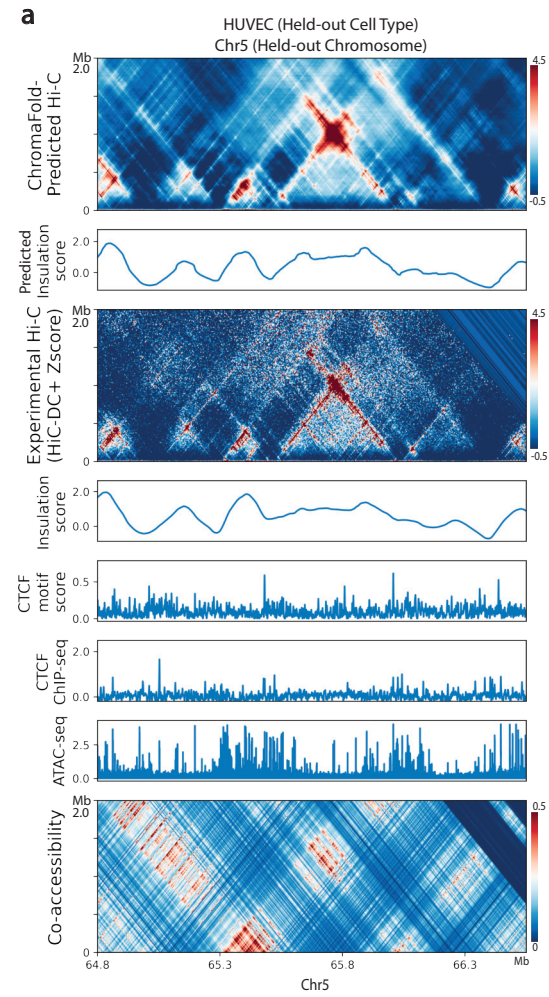 a
HUVEC (Held-out Cell Type)
Chr5 (Held-out Chromosome)
ChromaFold-
Predicted Hi-C
Mb
2.0
0
4.5
-0.5
Predicted
Insulation
score
2.0
0.0
Experimental Hi-C
(HiC-DC+ Zscore)
Mb
2.0
0
4.5
-0.5
Insulation
score
2.0
0.0
CTCF
motif
score
0.5
0.0
CTCF
ChIP-seq
2.0
0.0
ATAC-seq
2.5
0.0
Co-accessibility
Mb
2.0
0
0.5
0
64.8
65.3
65.8
66.3
Mb
Chr5